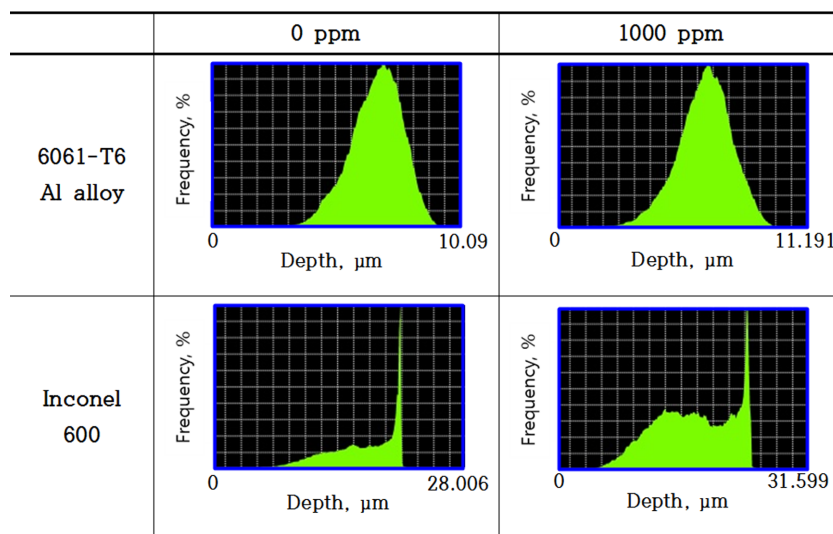 0 ppm
1000 ppm
6061-T6
Al alloy
Frequency, %
0
10.09
Depth, μm
Frequency, %
0
11.191
Depth, μm
Inconel
600
Frequency, %
0
28.006
Depth, μm
Frequency, %
0
31.599
Depth, μm